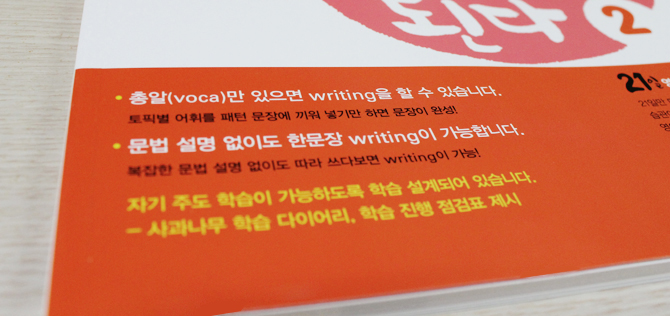 된다 2
• 총알(voca)만 있으면 writing을 할 수 있습니다.
토픽별 어휘를 패턴 문장에 끼워 넣기만 하면 문장이 완성!
• 문법 설명 없이도 한문장 writing이 가능합니다.
복잡한 문법 설명 없이도 따라 쓰다보면 writing이 가능!
자기 주도 학습이 가능하도록 학습 설계되어 있습니다.
– 사과나무 학습 다이어리, 학습 진행 점검표 제시
21일